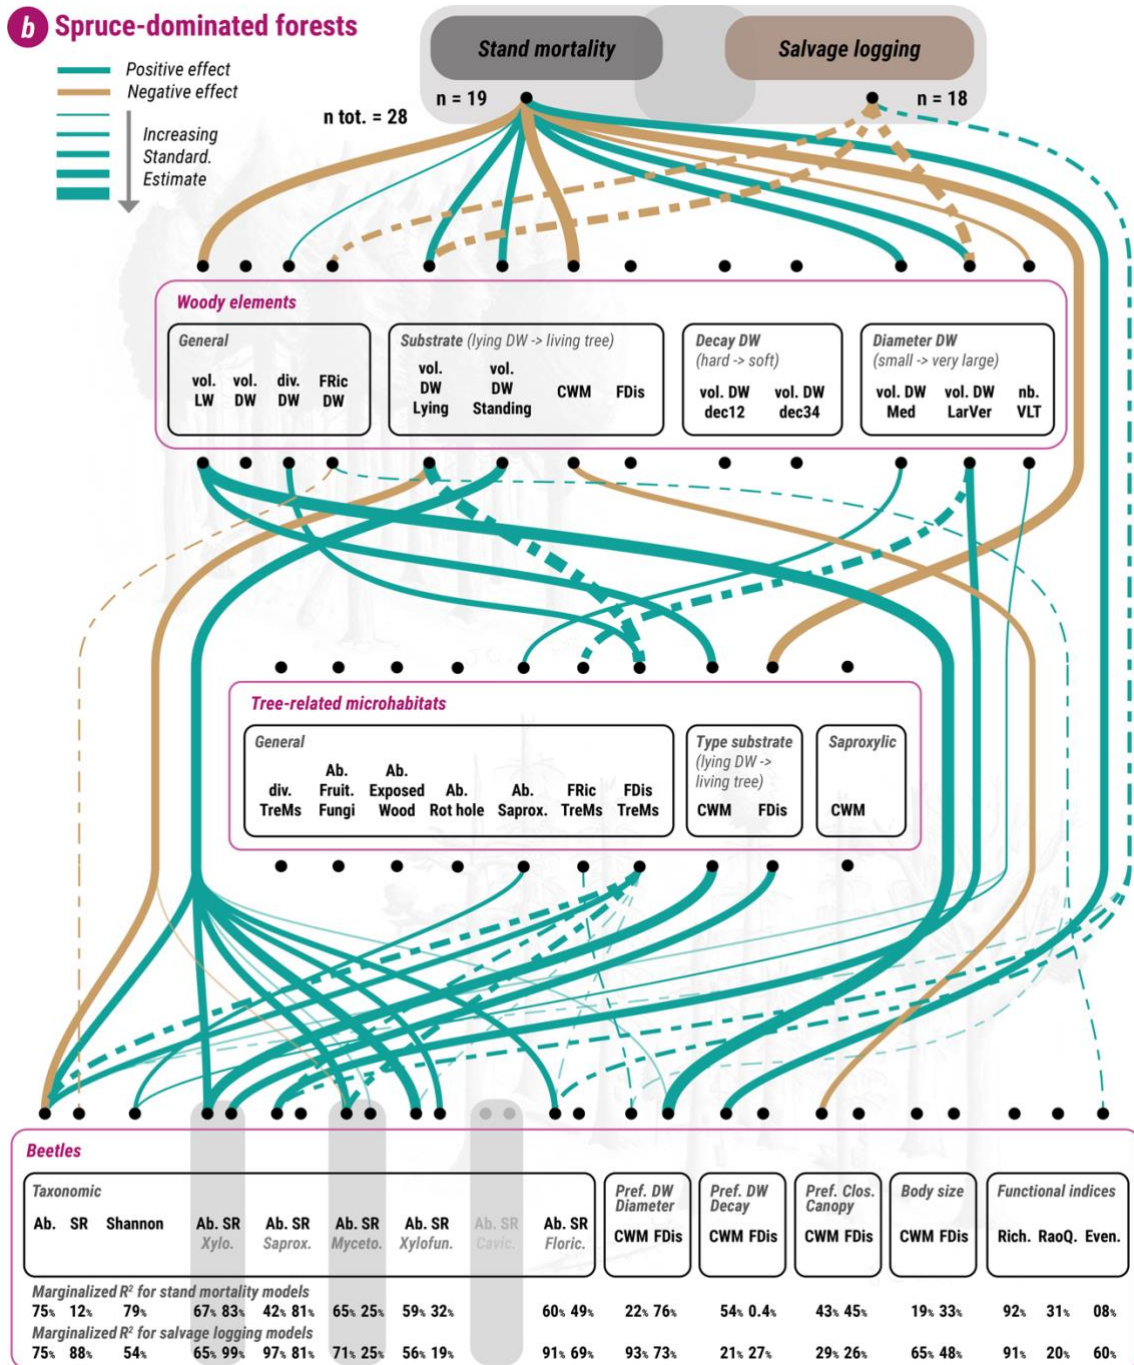 b Spruce-dominated forests
Stand mortality
Salvage logging
Positive effect
Negative effect
n = 19
n = 18
n tot. = 28
Increasing
Standard.
Estimate
Woody elements
General
Substrate (lying DW -> living tree)
Decay DW
(hard -> soft)
Diameter DW
(small -> very large)
vol. LW
vol. DW
div. DW
FRic DW
vol. DW Lying
vol. DW Standing
CWM
FDis
vol. DW dec12
vol. DW dec34
vol. DW Med
vol. DW LarVer
nb. VLT
Tree-related microhabitats
General
Type substrate
(lying DW ->
living tree)
Saproxylic
div. TreMs
Ab. Fruit. Fungi
Ab. Exposed Wood
Ab. Rot hole
Ab. Saprox.
FRic TreMs
FDis TreMs
CWM FDis
CWM
Beetles
Taxonomic
Pref. DW Diameter
Pref. DW Decay
Pref. Clos. Canopy
Body size
Functional indices
Ab. SR Shannon
Ab. SR Xylo.
Ab. SR Saprox.
Ab. SR Myceto.
Ab. SR Xylofun.
Ab. SR Cavic.
Ab. SR Floric.
CWM FDis
CWM FDis
CWM FDis
CWM FDis
Rich. RaoQ. Even.
Marginalized R² for stand mortality models
75% 12% 79% 67% 83% 42% 81% 65% 25% 59% 32% 60% 49% 22% 76% 54% 0.4% 43% 45% 19% 33% 92% 31% 08%
Marginalized R² for salvage logging models
75% 88% 54% 65% 99% 97% 81% 71% 25% 56% 19% 91% 69% 93% 73% 21% 27% 29% 26% 65% 48% 91% 20% 60%